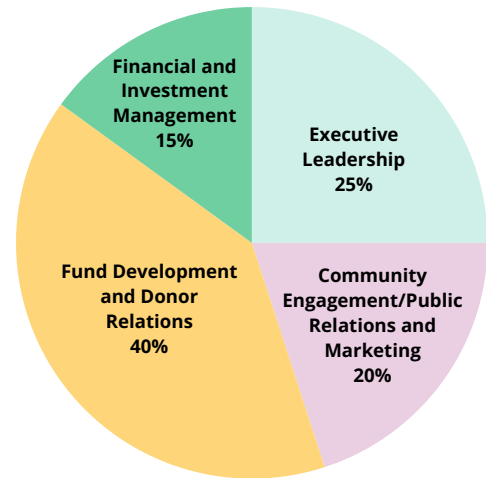 Financial and
Investment
Management
15%
Executive
Leadership
25%
Fund Development
and Donor
Relations
40%
Community
Engagement/Public
Relations and
Marketing
20%